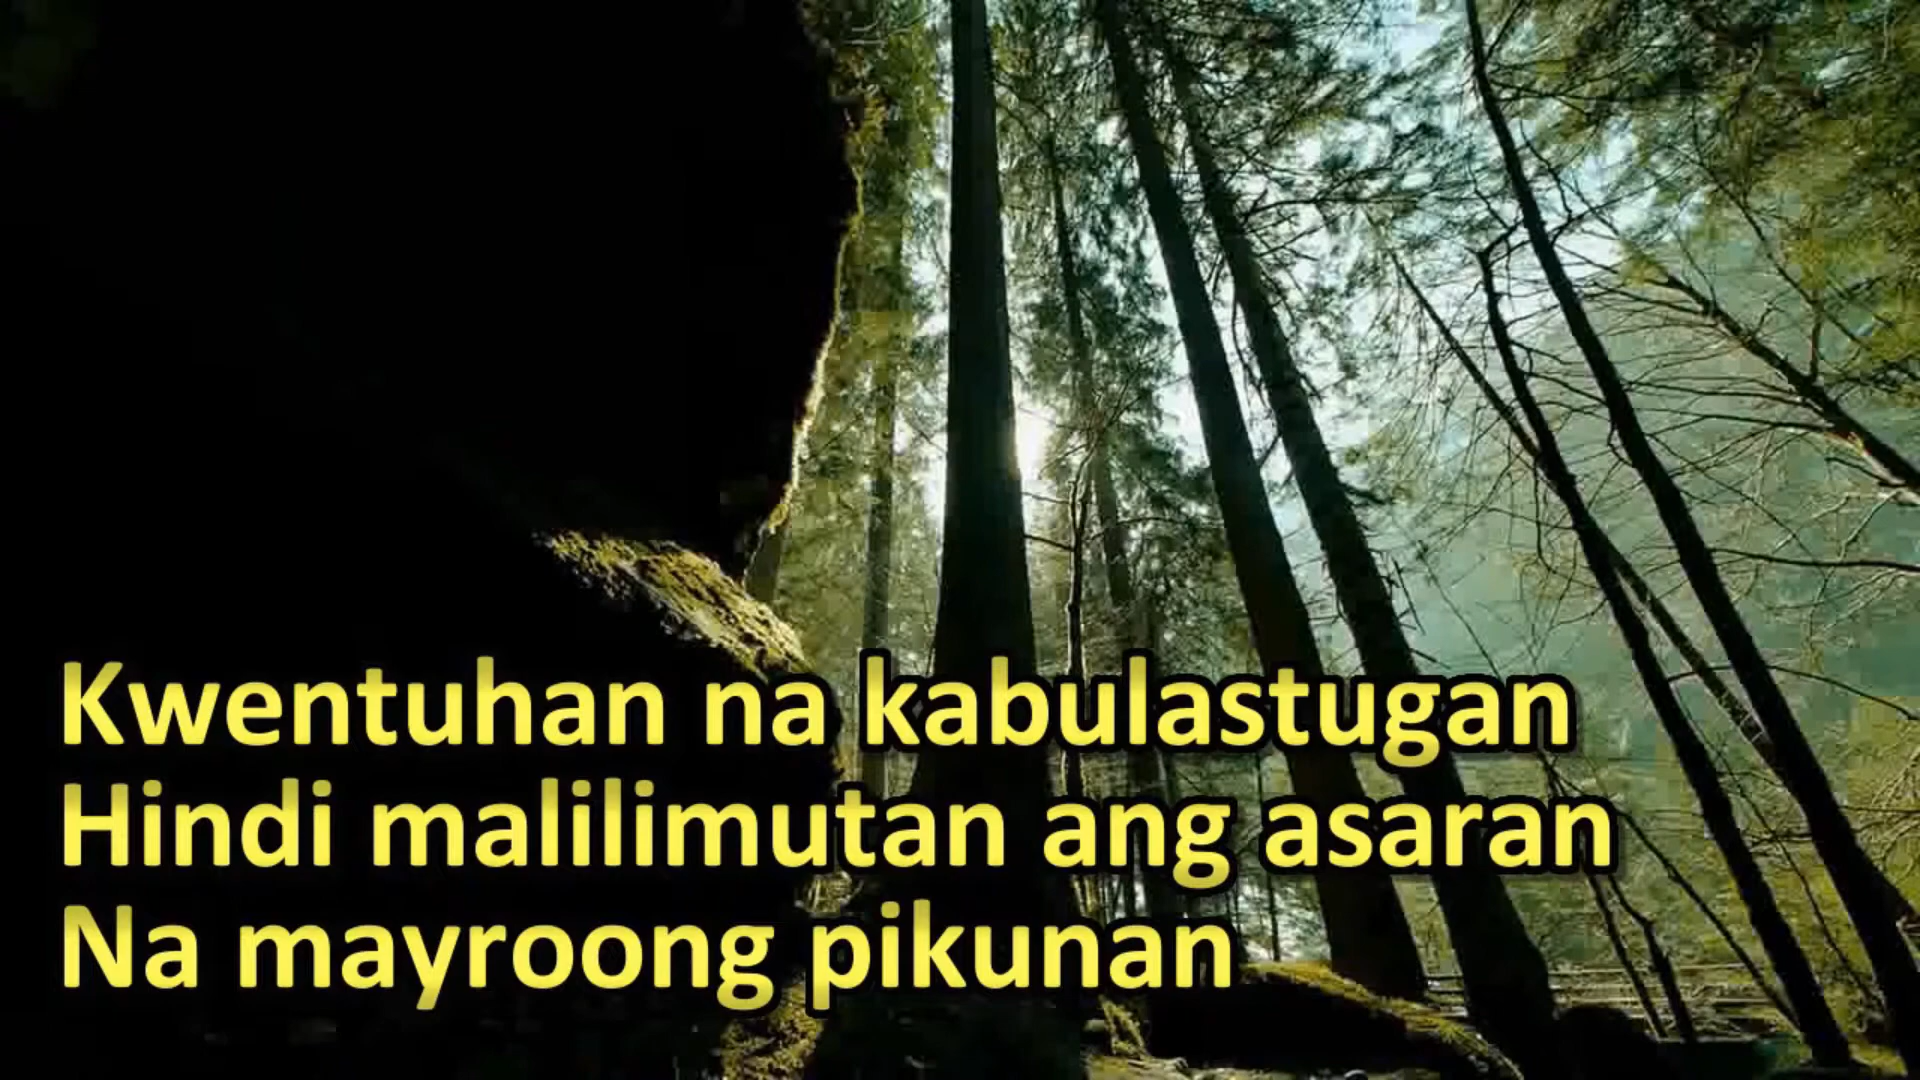 Kwentuhan na kabulastugan
Hindi malilimutan ang asaran
Na mayroong pikunan